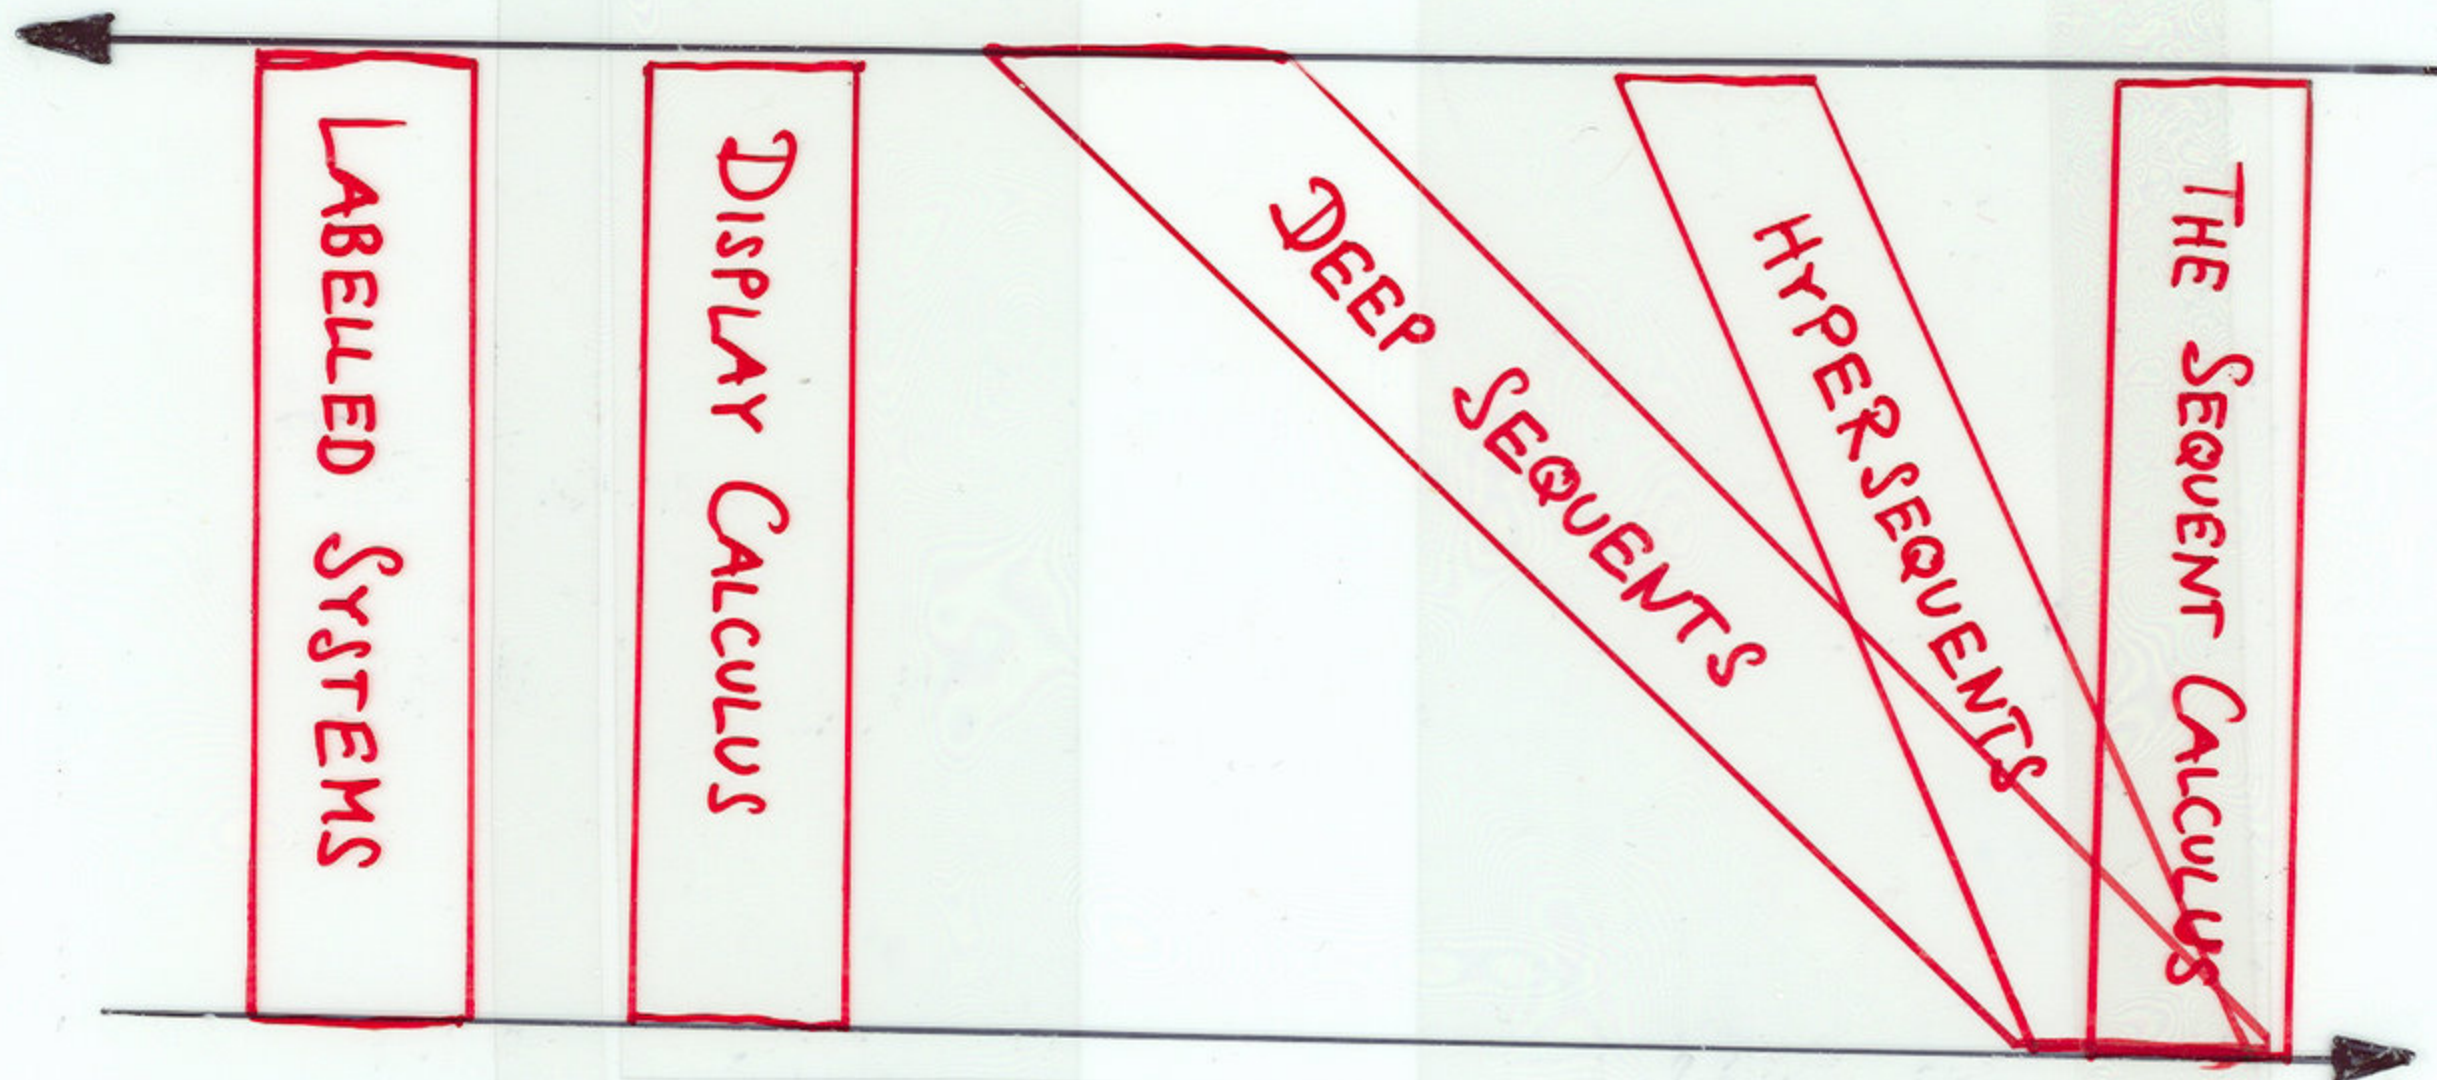 LABELLED SYSTEMS
DISPLAY CALCULUS
DEEP SEQUENTS
HYPERSEQUENTS
THE SEQUENT CALCULUS